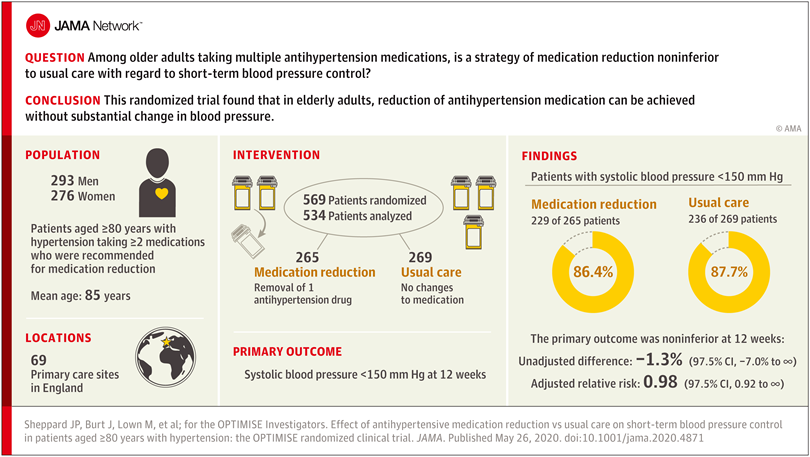 JN JAMA Network™
QUESTION Among older adults taking multiple antihypertension medications, is a strategy of medication reduction noninferior
to usual care with regard to short-term blood pressure control?
CONCLUSION This randomized trial found that in elderly adults, reduction of antihypertension medication can be achieved
without substantial change in blood pressure.
© AMA
POPULATION
293 Men
276 Women
Patients aged ≥80 years with
hypertension taking ≥2 medications
who were recommended
for medication reduction
Mean age: 85 years
LOCATIONS
69
Primary care sites
in England
INTERVENTION
569 Patients randomized
534 Patients analyzed
265
Medication reduction
Removal of 1
antihypertension drug
269
Usual care
No changes
to medication
PRIMARY OUTCOME
Systolic blood pressure <150 mm Hg at 12 weeks
FINDINGS
Patients with systolic blood pressure <150 mm Hg
Medication reduction
229 of 265 patients
86.4%
Usual care
236 of 269 patients
87.7%
The primary outcome was noninferior at 12 weeks:
Unadjusted difference: −1.3% (97.5% CI, −7.0% to ∞)
Adjusted relative risk: 0.98 (97.5% CI, 0.92 to ∞)
Sheppard JP, Burt J, Lown M, et al; for the OPTIMISE Investigators. Effect of antihypertensive medication reduction vs usual care on short-term blood pressure control
in patients aged ≥80 years with hypertension: the OPTIMISE randomized clinical trial. JAMA. Published May 26, 2020. doi:10.1001/jama.2020.4871